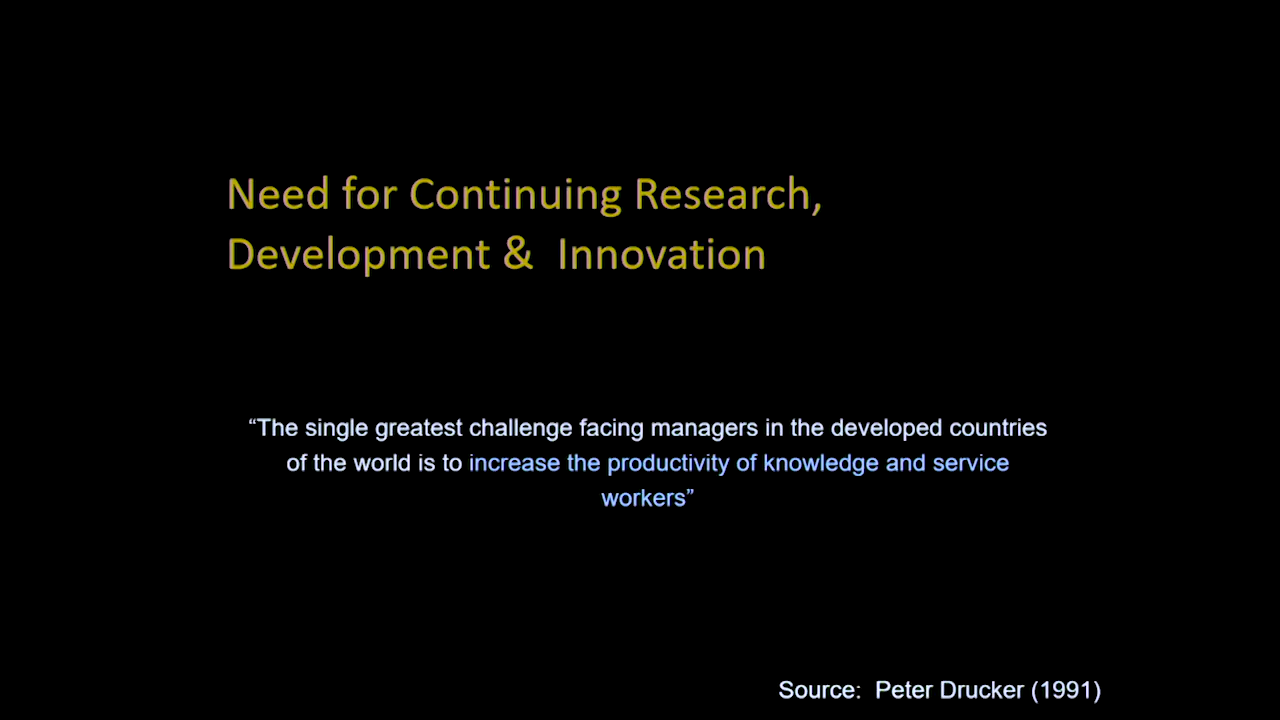 Need for Continuing Research,
Development &  Innovation
“The single greatest challenge facing managers in the developed countries
of the world is to increase the productivity of knowledge and service
workers”
Source:  Peter Drucker (1991)